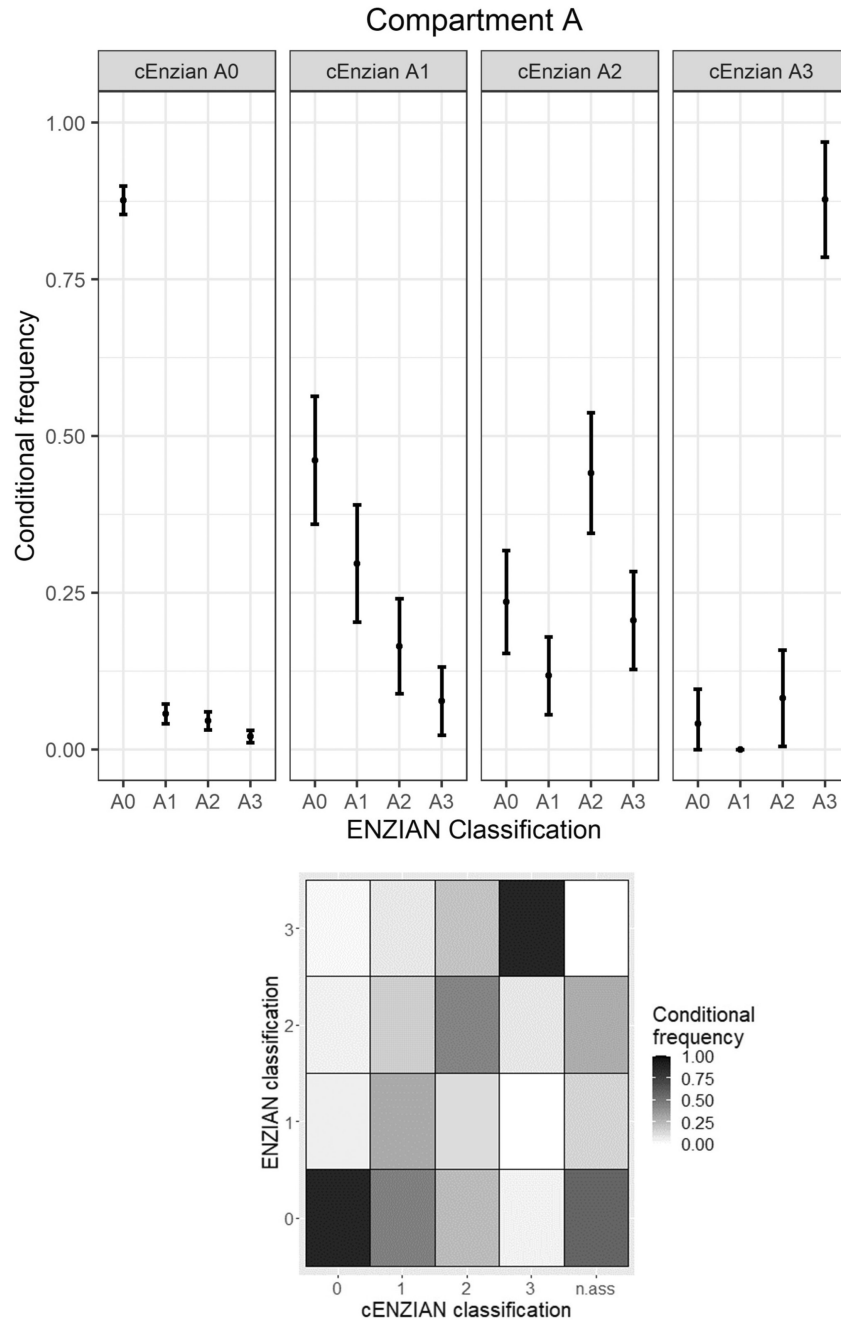 Compartment A
cEnzian A0 cEnzian A1 cEnzian A2 cEnzian A3
Conditional frequency
1.00
0.75
0.50
0.25
0.00
A0 A1 A2 A3 A0 A1 A2 A3 A0 A1 A2 A3 A0 A1 A2 A3
ENZIAN Classification
ENZIAN classification
3
2
1
0
0 1 2 3 n.ass
cENZIAN classification
Conditional
frequency
1.00
0.75
0.50
0.25
0.00